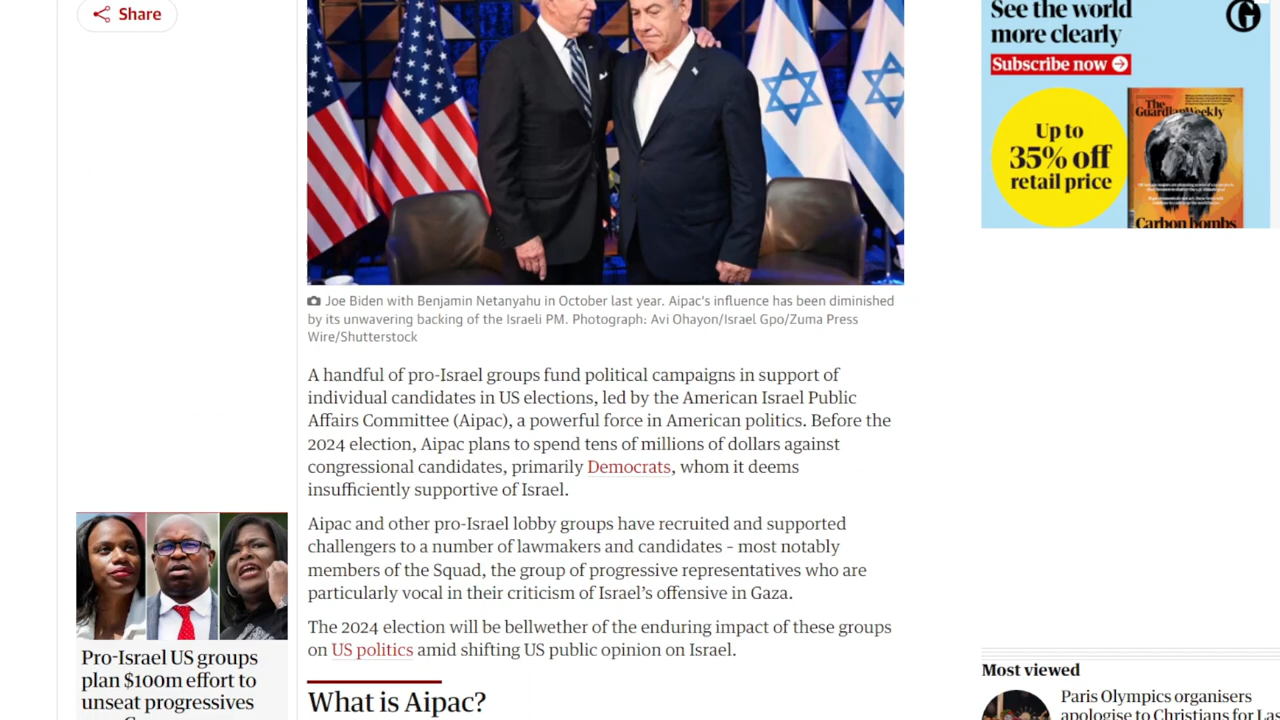 Share
See the world
more clearly
Subscribe now
Up to
35% off
retail price
The
Guardian Weekly
Carbon bombs
Joe Biden with Benjamin Netanyahu in October last year. Aipac's influence has been diminished
by its unwavering backing of the Israeli PM. Photograph: Avi Ohayon/Israel Gpo/Zuma Press
Wire/Shutterstock
A handful of pro-Israel groups fund political campaigns in support of
individual candidates in US elections, led by the American Israel Public
Affairs Committee (Aipac), a powerful force in American politics. Before the
2024 election, Aipac plans to spend tens of millions of dollars against
congressional candidates, primarily Democrats, whom it deems
insufficiently supportive of Israel.
Aipac and other pro-Israel lobby groups have recruited and supported
challengers to a number of lawmakers and candidates – most notably
members of the Squad, the group of progressive representatives who are
particularly vocal in their criticism of Israel's offensive in Gaza.
The 2024 election will be bellwether of the enduring impact of these groups
on US politics amid shifting US public opinion on Israel.
What is Aipac?
Pro-Israel US groups
plan $100m effort to
unseat progressives
Most viewed
Paris Olympics organisers
apologise to Christians for Las